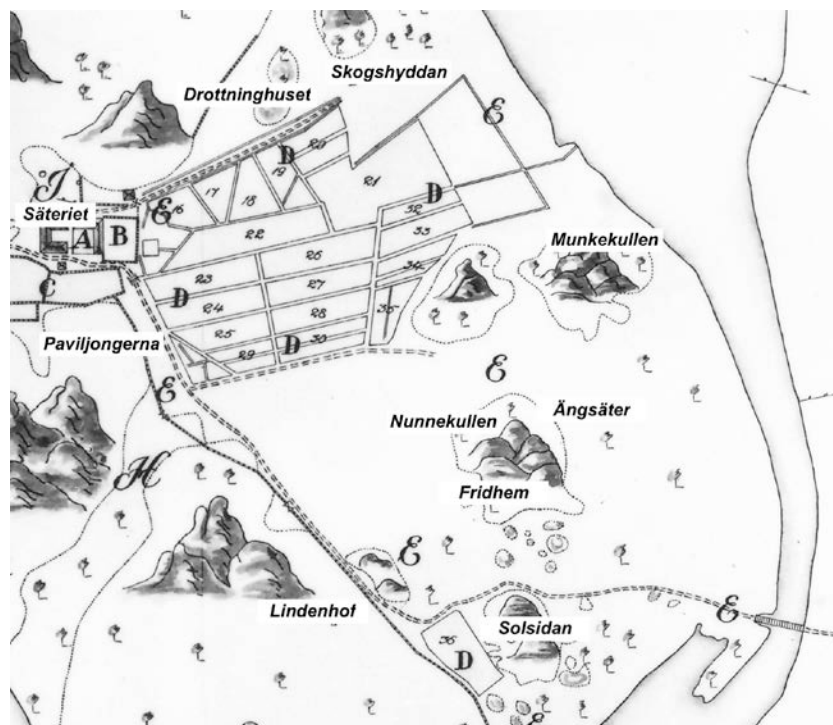 Skogshyddan
Drottninghuset
E
D
20
19
21
J
16
17
18
D
E
32
Säteriet
A
B
22
33
Munkekullen
26
34
23
27
C
D
24
28
35
25
D
30
Paviljongerna
29
E
E
Nunnekullen
Ängsäter
H
Fridhem
E
Lindenhof
E
Solsidan
36
D
E